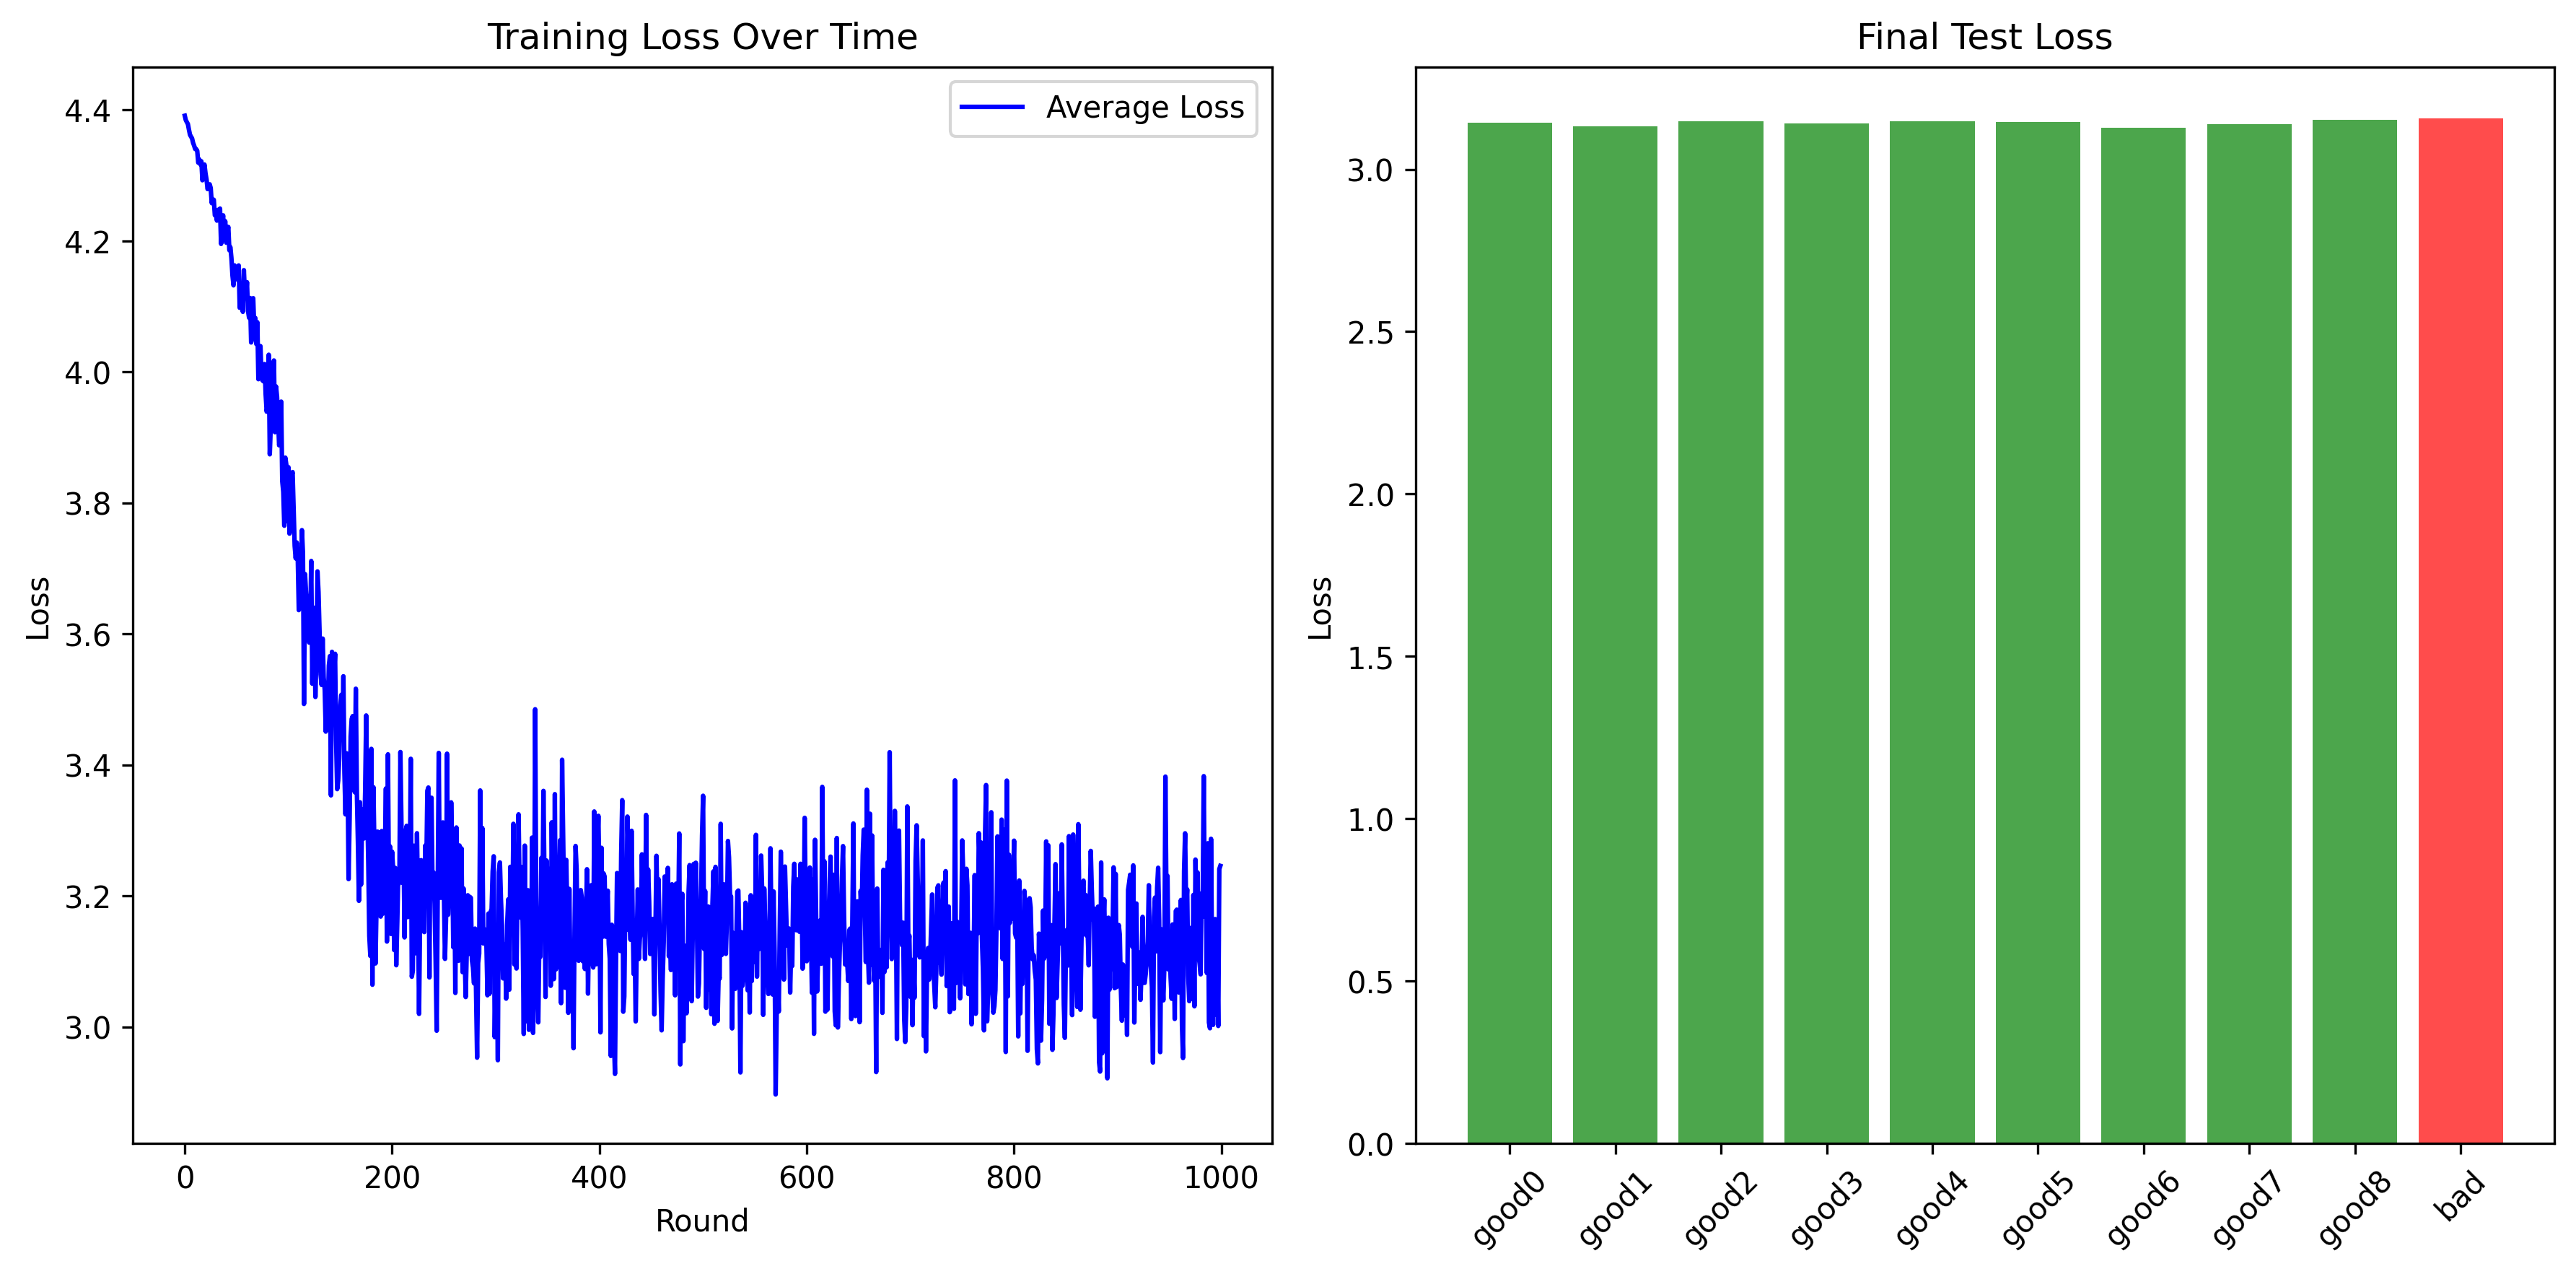 Training Loss Over Time
Average Loss
4.4
4.2
4.0
3.8
3.6
3.4
3.2
3.0
Loss
0 200 400 600 800 1000
Round
Final Test Loss
3.0
2.5
2.0
1.5
1.0
0.5
0.0
Loss
good0 good1 good2 good3 good4 good5 good6 good7 good8 bad